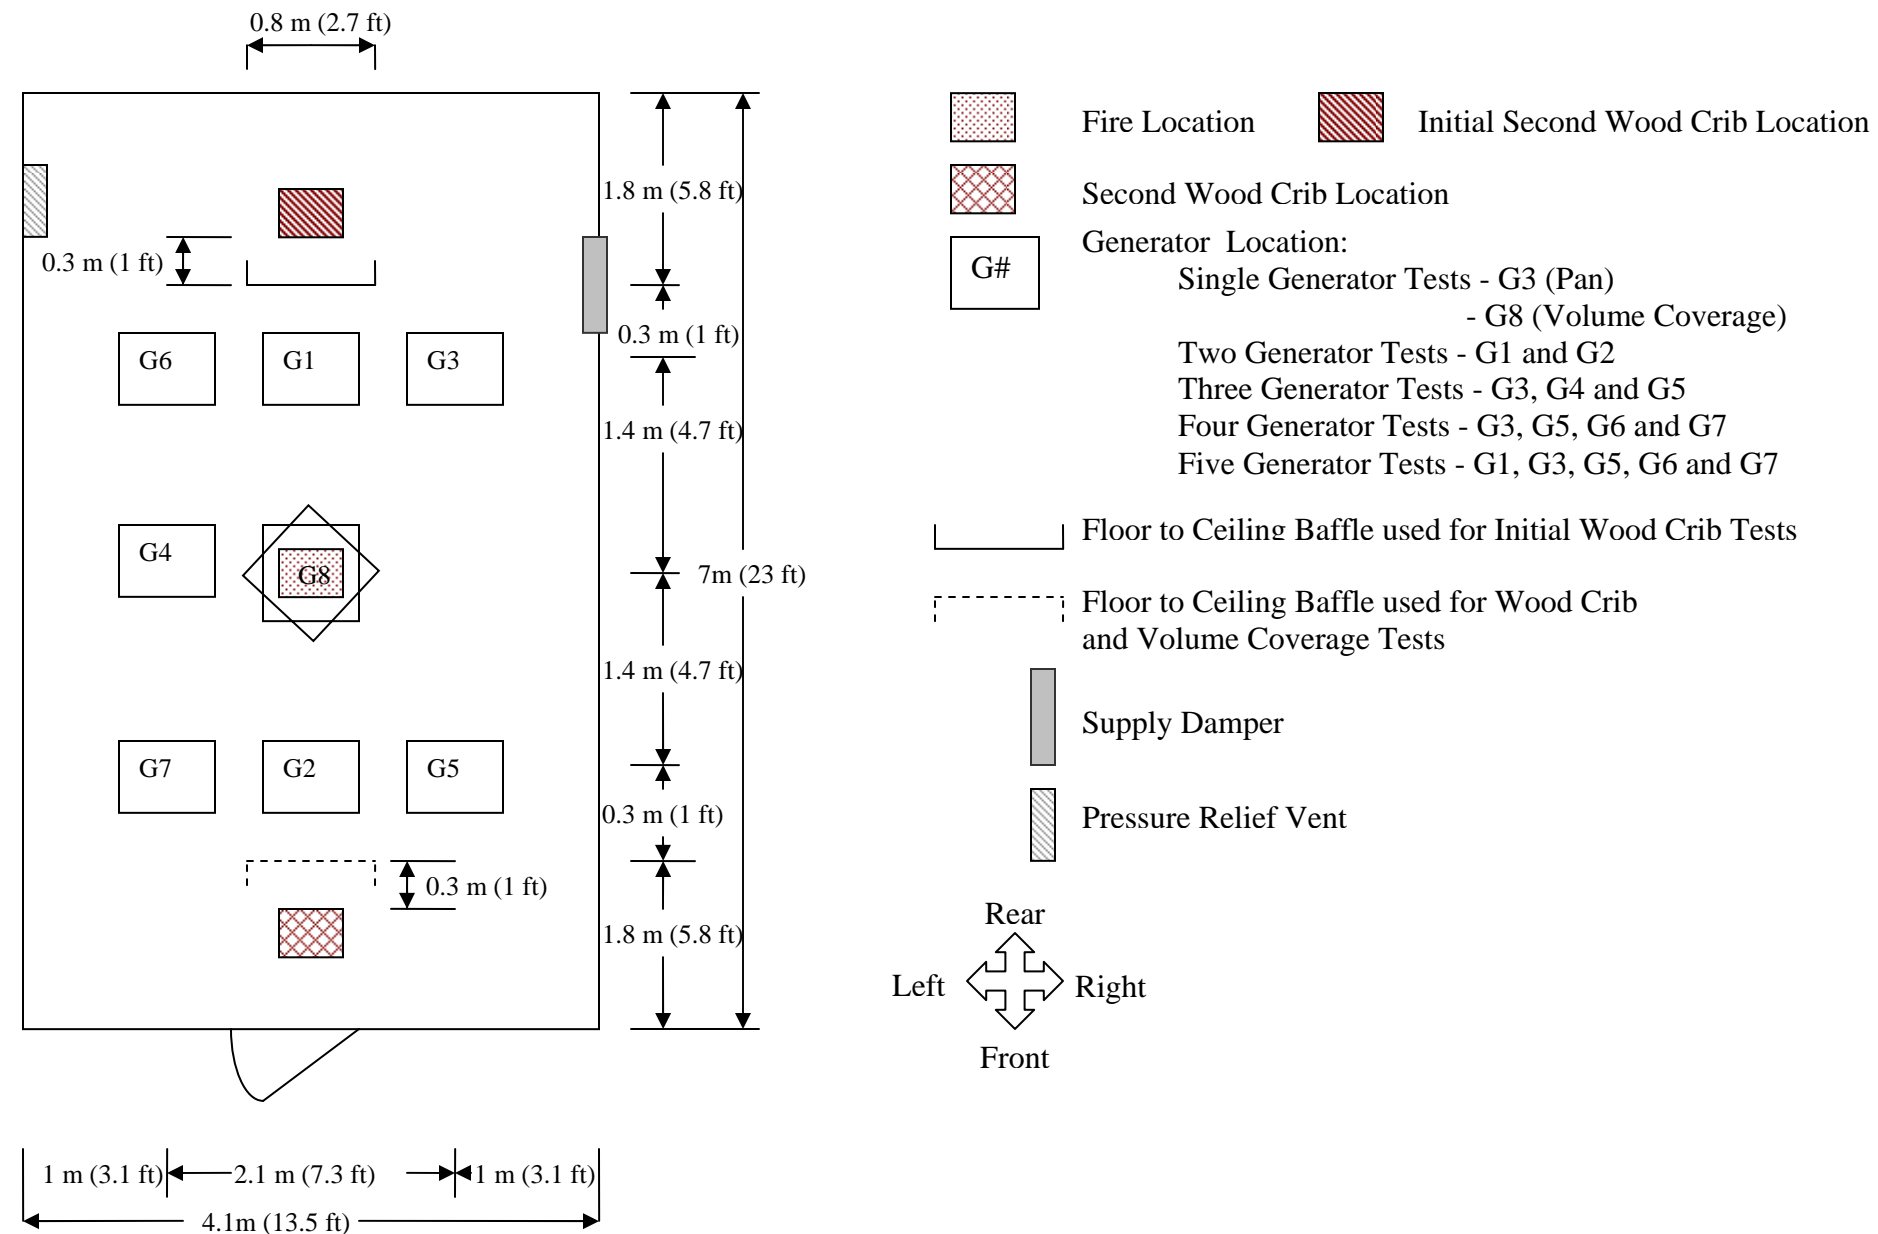 0.8 m (2.7 ft)
Fire Location
Initial Second Wood Crib Location
1.8 m (5.8 ft)
Second Wood Crib Location
Generator Location:
G#
0.3 m (1 ft)
Single Generator Tests - G3 (Pan)
- G8 (Volume Coverage)
0.3 m (1 ft)
G6
G1
G3
Two Generator Tests - G1 and G2
Three Generator Tests - G3, G4 and G5
Four Generator Tests - G3, G5, G6 and G7
1.4 m (4.7 ft)
Five Generator Tests - G1, G3, G5, G6 and G7
Floor to Ceiling Baffle used for Initial Wood Crib Tests
G4
G8
7m (23 ft)
Floor to Ceiling Baffle used for Wood Crib
and Volume Coverage Tests
1.4 m (4.7 ft)
Supply Damper
G7
G2
G5
0.3 m (1 ft)
Pressure Relief Vent
0.3 m (1 ft)
1.8 m (5.8 ft)
Rear
Left
Right
Front
1 m (3.1 ft)
2.1 m (7.3 ft)
1 m (3.1 ft)
4.1m (13.5 ft)